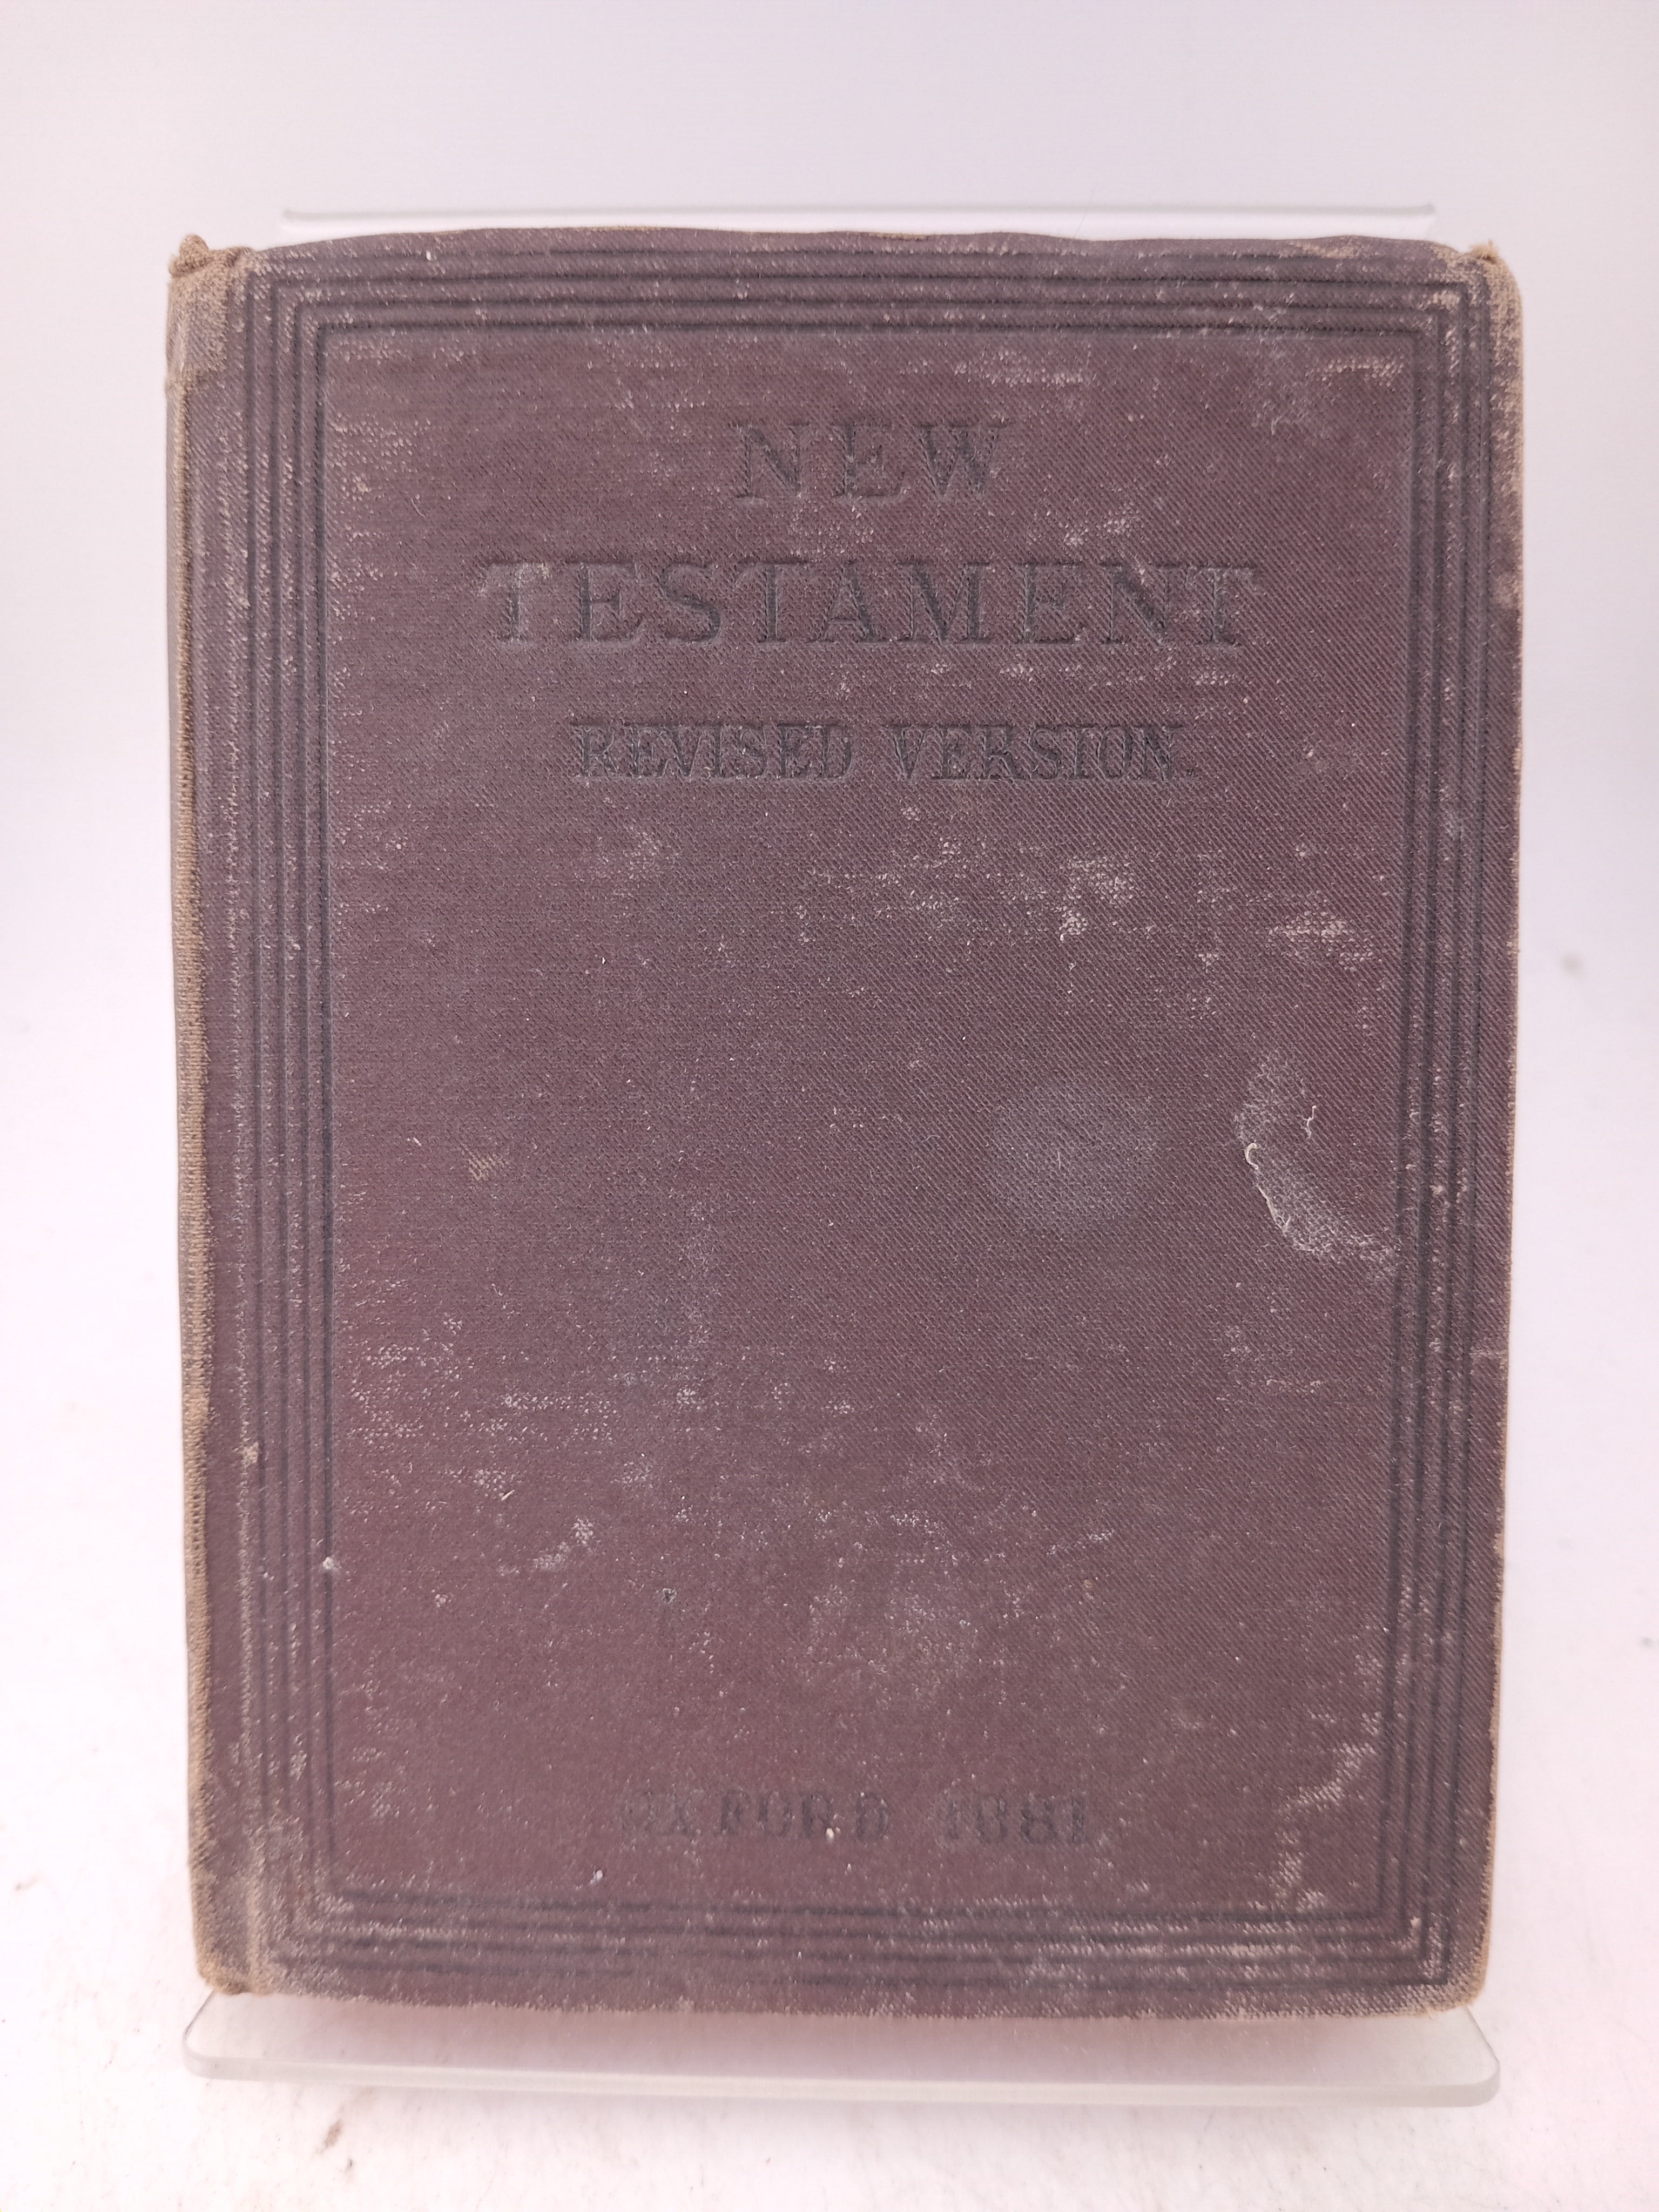 NEW
TESTAMENT
REVISED VERSION.
OXFORD 1881.